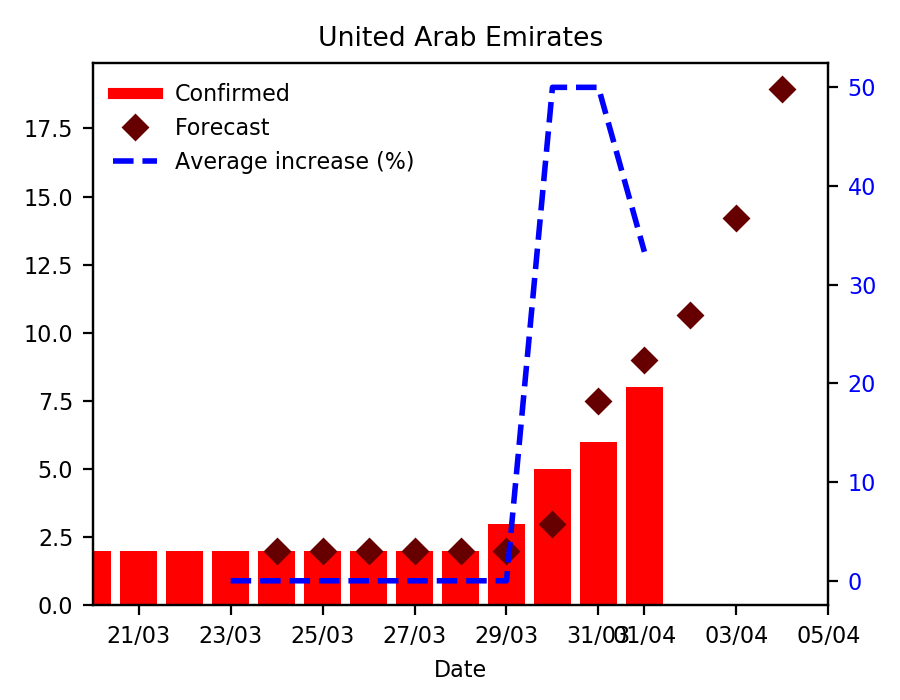 United Arab Emirates
Confirmed
Forecast
Average increase (%)
17.5
15.0
12.5
10.0
7.5
5.0
2.5
0.0
50
40
30
20
10
0
21/03 23/03 25/03 27/03 29/03 31/03 01/04 03/04 05/04
Date